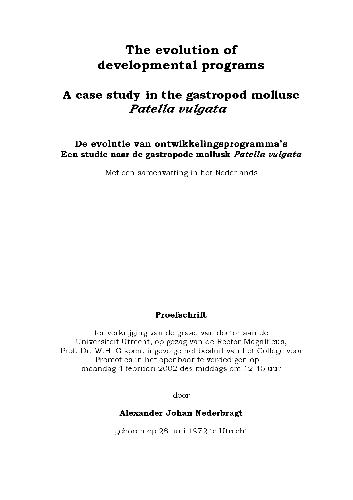 The evolution of
developmental programs
A case study in the gastropod mollusc
Patella vulgata
De evolutie van ontwikkelingsprogramma's
Een studie naar de gastropode mollusk Patella vulgata
Met een samenvatting in het Nederlands
Proefschrift
ter verkrijging van de graad van doctor aan de
Universiteit Utrecht, op gezag van de Rector Magnificus,
Prof. Dr. W.H. Gispen, ingevolge het besluit van het College voor
Promoties in het openbaar te verdedigen op
maandag 4 februari 2002 des middags om 12.45 uur
door
Alexander Johan Nederbragt
geboren op 28 1972 te Utrecht